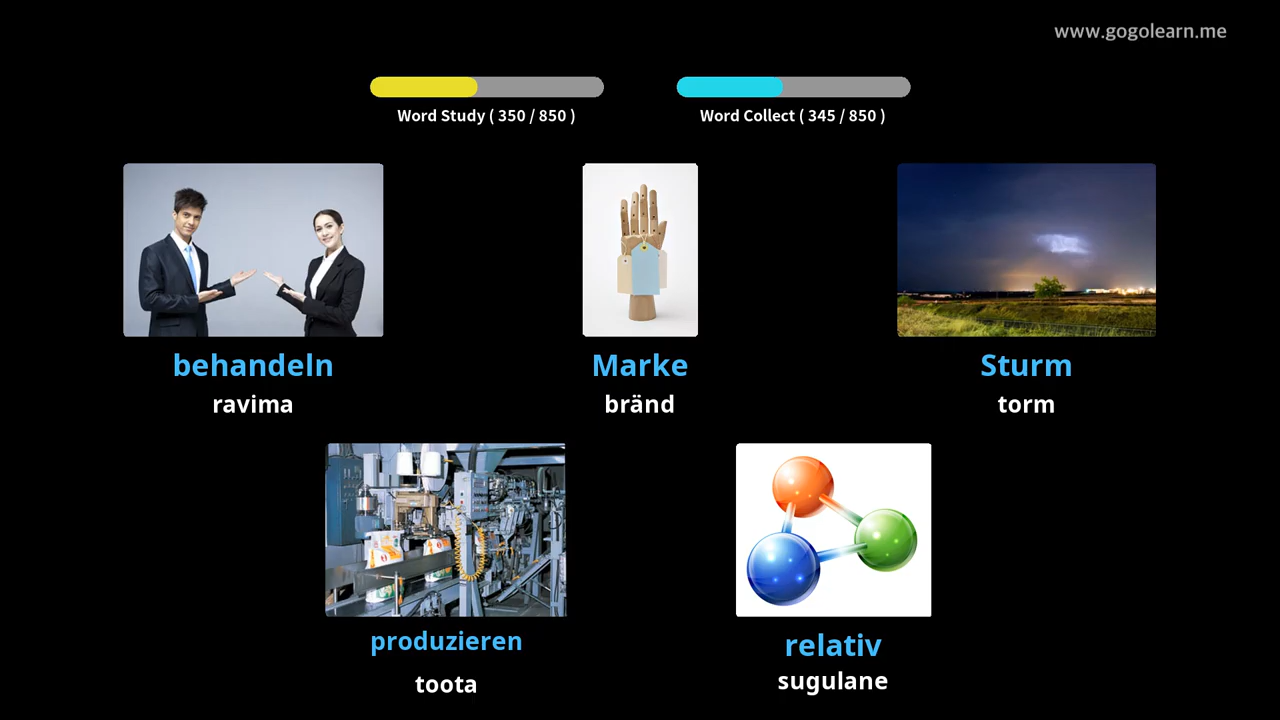 www.gogolearn.me
Word Study ( 350 / 850 )
Word Collect ( 345 / 850 )
behandeln
ravima
Marke
bränd
Sturm
torm
produzieren
toota
relativ
sugulane